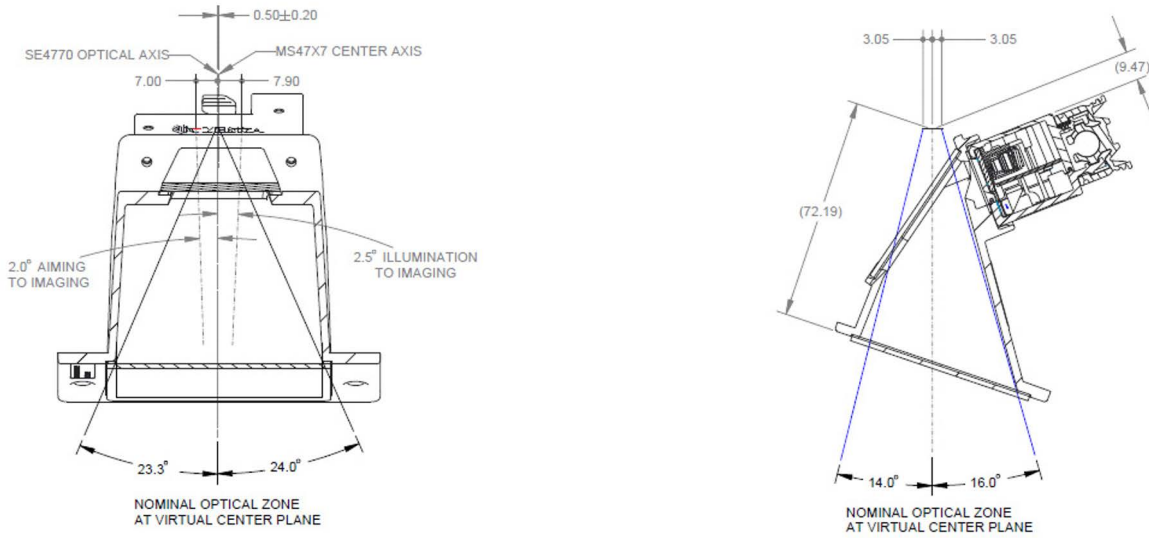 0.50±0.20
SE4770 OPTICAL AXIS
MS47X7 CENTER AXIS
7.00
7.90
2.0° AIMING
TO IMAGING
2.5° ILLUMINATION
TO IMAGING
23.3°
24.0°
NOMINAL OPTICAL ZONE
AT VIRTUAL CENTER PLANE
3.05
3.05
(9.47)
(72.19)
14.0°
16.0°
NOMINAL OPTICAL ZONE
AT VIRTUAL CENTER PLANE